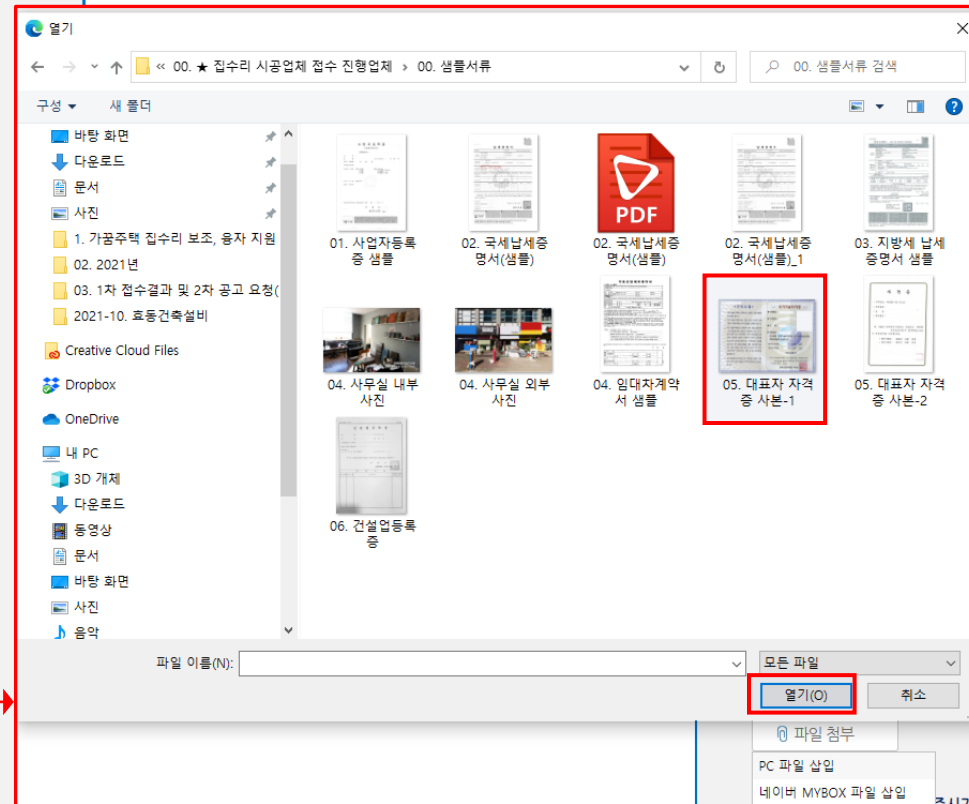 열기
« 00. ★ 집수리 시공업체 접수 진행업체 › 00. 샘플서류
00. 샘플서류 검색
구성
새 폴더
바탕 화면
다운로드
문서
사진
1. 가꿈주택 집수리 보조, 융자 지원
02. 2021년
03. 1차 접수결과 및 2차 공고 요청(
2021-10. 효동건축설비
Creative Cloud Files
Dropbox
OneDrive
내 PC
3D 개체
다운로드
동영상
문서
바탕 화면
사진
음악
01. 사업자등록
증 샘플
02. 국세납세증
명서(샘플)
PDF
02. 국세납세증
명서(샘플)
02. 국세납세증
명서(샘플)_1
03. 지방세 납세
증명서 샘플
04. 사무실 내부
사진
04. 사무실 외부
사진
04. 임대차계약
서 샘플
05. 대표자 자격
증 사본-1
05. 대표자 자격
증 사본-2
06. 건설업등록
증
파일 이름(N):
모든 파일
열기(O)
취소
파일 첨부
PC 파일 삽입
네이버 MYBOX 파일 삽입